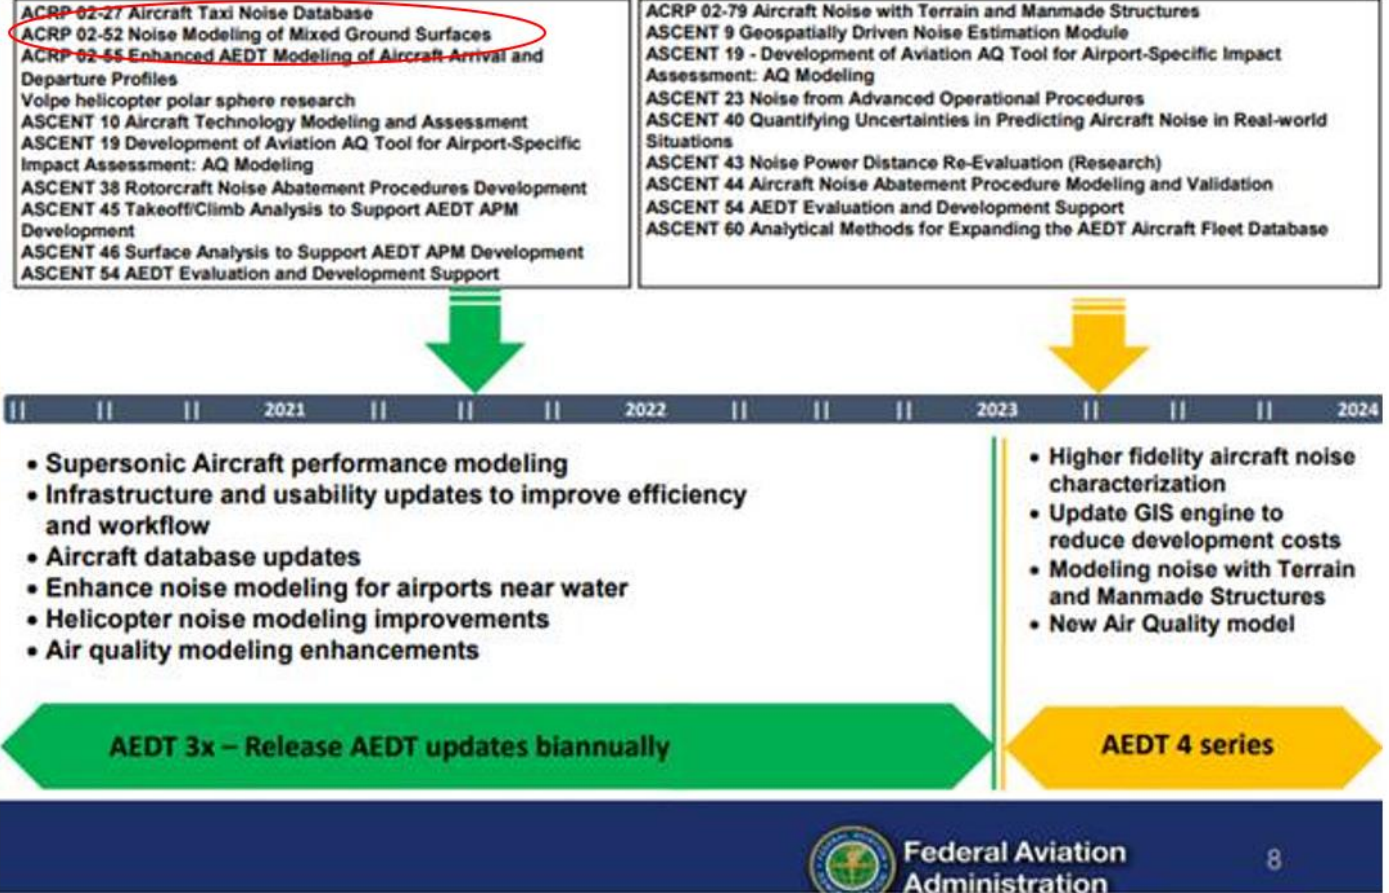 ACRP 02-27 Aircraft Taxi Noise Database
ACRP 02-52 Noise Modeling of Mixed Ground Surfaces
ACRP 02-55 Enhanced AEDT Modeling of Aircraft Arrival and
Departure Profiles
Volpe helicopter polar sphere research
ASCENT 10 Aircraft Technology Modeling and Assessment
ASCENT 19 Development of Aviation AQ Tool for Airport-Specific
Impact Assessment: AQ Modeling
ASCENT 38 Rotorcraft Noise Abatement Procedures Development
ASCENT 45 Takeoff/Climb Analysis to Support AEDT APM
Development
ASCENT 46 Surface Analysis to Support AEDT APM Development
ASCENT 54 AEDT Evaluation and Development Support
ACRP 02-79 Aircraft Noise with Terrain and Manmade Structures
ASCENT 9 Geospatially Driven Noise Estimation Module
ASCENT 19 - Development of Aviation AQ Tool for Airport-Specific Impact
Assessment: AQ Modeling
ASCENT 23 Noise from Advanced Operational Procedures
ASCENT 40 Quantifying Uncertainties in Predicting Aircraft Noise in Real-world
Situations
ASCENT 43 Noise Power Distance Re-Evaluation (Research)
ASCENT 44 Aircraft Noise Abatement Procedure Modeling and Validation
ASCENT 54 AEDT Evaluation and Development Support
ASCENT 60 Analytical Methods for Expanding the AEDT Aircraft Fleet Database
2021 2022 2023 2024
• Supersonic Aircraft performance modeling
• Infrastructure and usability updates to improve efficiency
and workflow
• Aircraft database updates
• Enhance noise modeling for airports near water
• Helicopter noise modeling improvements
• Air quality modeling enhancements
• Higher fidelity aircraft noise
characterization
• Update GIS engine to
reduce development costs
• Modeling noise with Terrain
and Manmade Structures
• New Air Quality model
AEDT 3x – Release AEDT updates biannually
AEDT 4 series
Federal Aviation
Administration
8